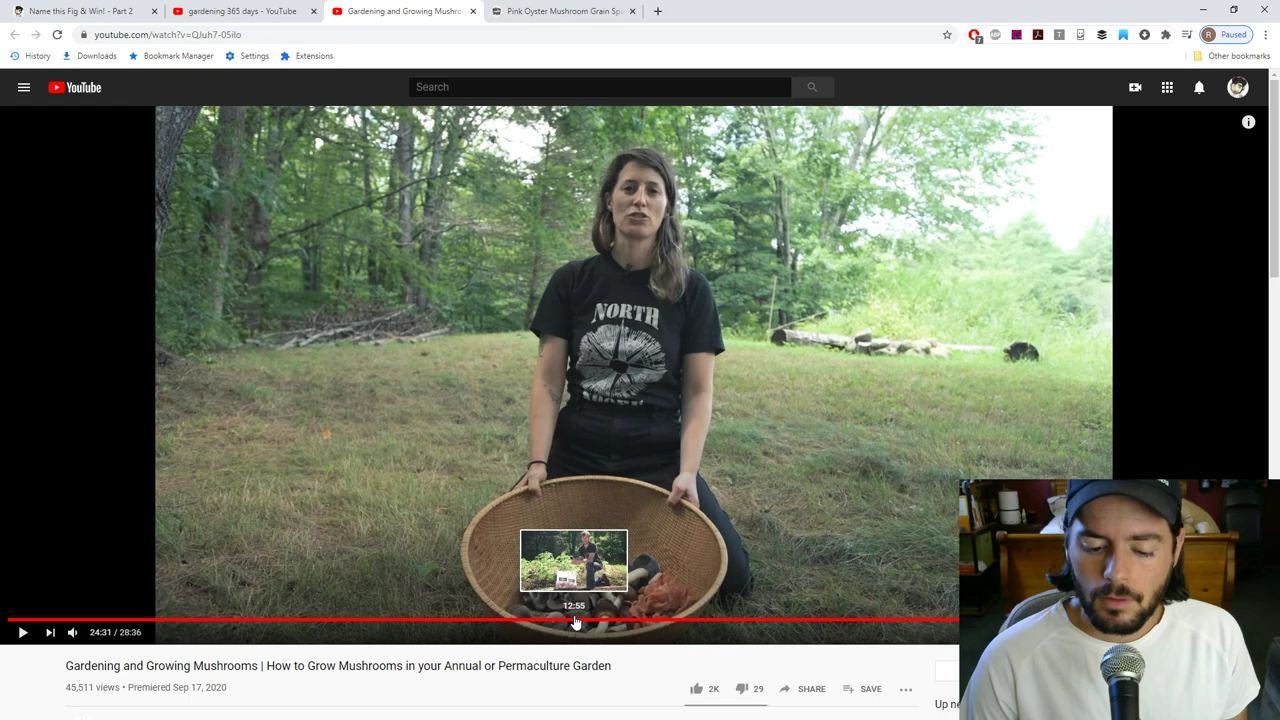 Name this Fig & Win! - Part 2
gardening 365 days - YouTube
Gardening and Growing Mushro
Pink Oyster Mushroom Grain Sp
youtube.com/watch?v=QJuh7-05ilo
Paused
History
Downloads
Bookmark Manager
Settings
Extensions
Other bookmarks
YouTube
Search
NORTH
SPORE
12:55
24:31 / 28:36
Gardening and Growing Mushrooms | How to Grow Mushrooms in your Annual or Permaculture Garden
45,511 views • Premiered Sep 17, 2020
2K
29
SHARE
SAVE
Up ne